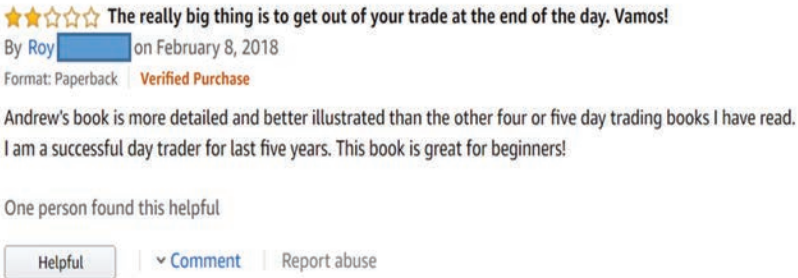 The really big thing is to get out of your trade at the end of the day. Vamos!
By Roy on February 8, 2018
Format: Paperback Verified Purchase
Andrew's book is more detailed and better illustrated than the other four or five day trading books I have read.
I am a successful day trader for last five years. This book is great for beginners!
One person found this helpful
Helpful Comment Report abuse